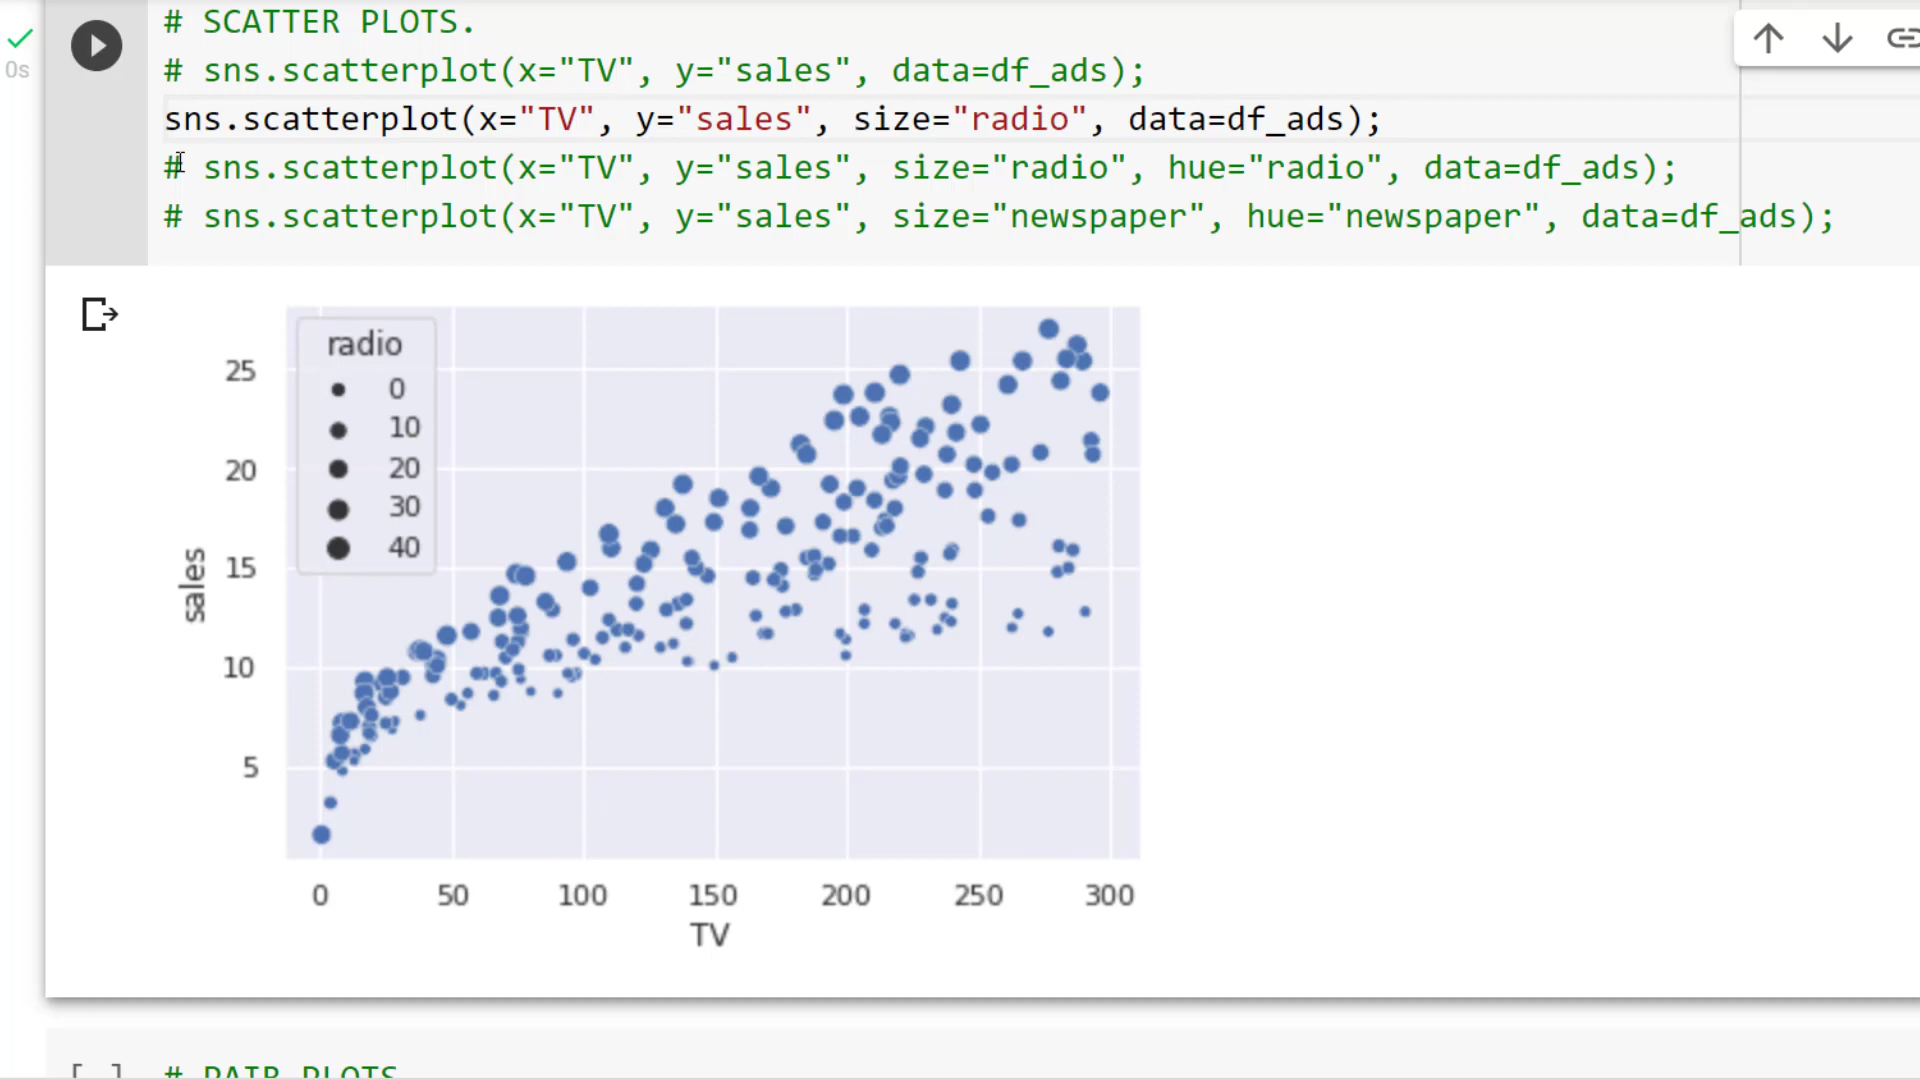 # SCATTER PLOTS.
# sns.scatterplot(x="TV", y="sales", data=df_ads);
sns.scatterplot(x="TV", y="sales", size="radio", data=df_ads);
# sns.scatterplot(x="TV", y="sales", size="radio", hue="radio", data=df_ads);
# sns.scatterplot(x="TV", y="sales", size="newspaper", hue="newspaper", data=df_ads);
0s
radio
0
10
20
30
40
25
20
15
10
5
sales
0 50 100 150 200 250 300
TV
[ ] # PAIR PLOTS